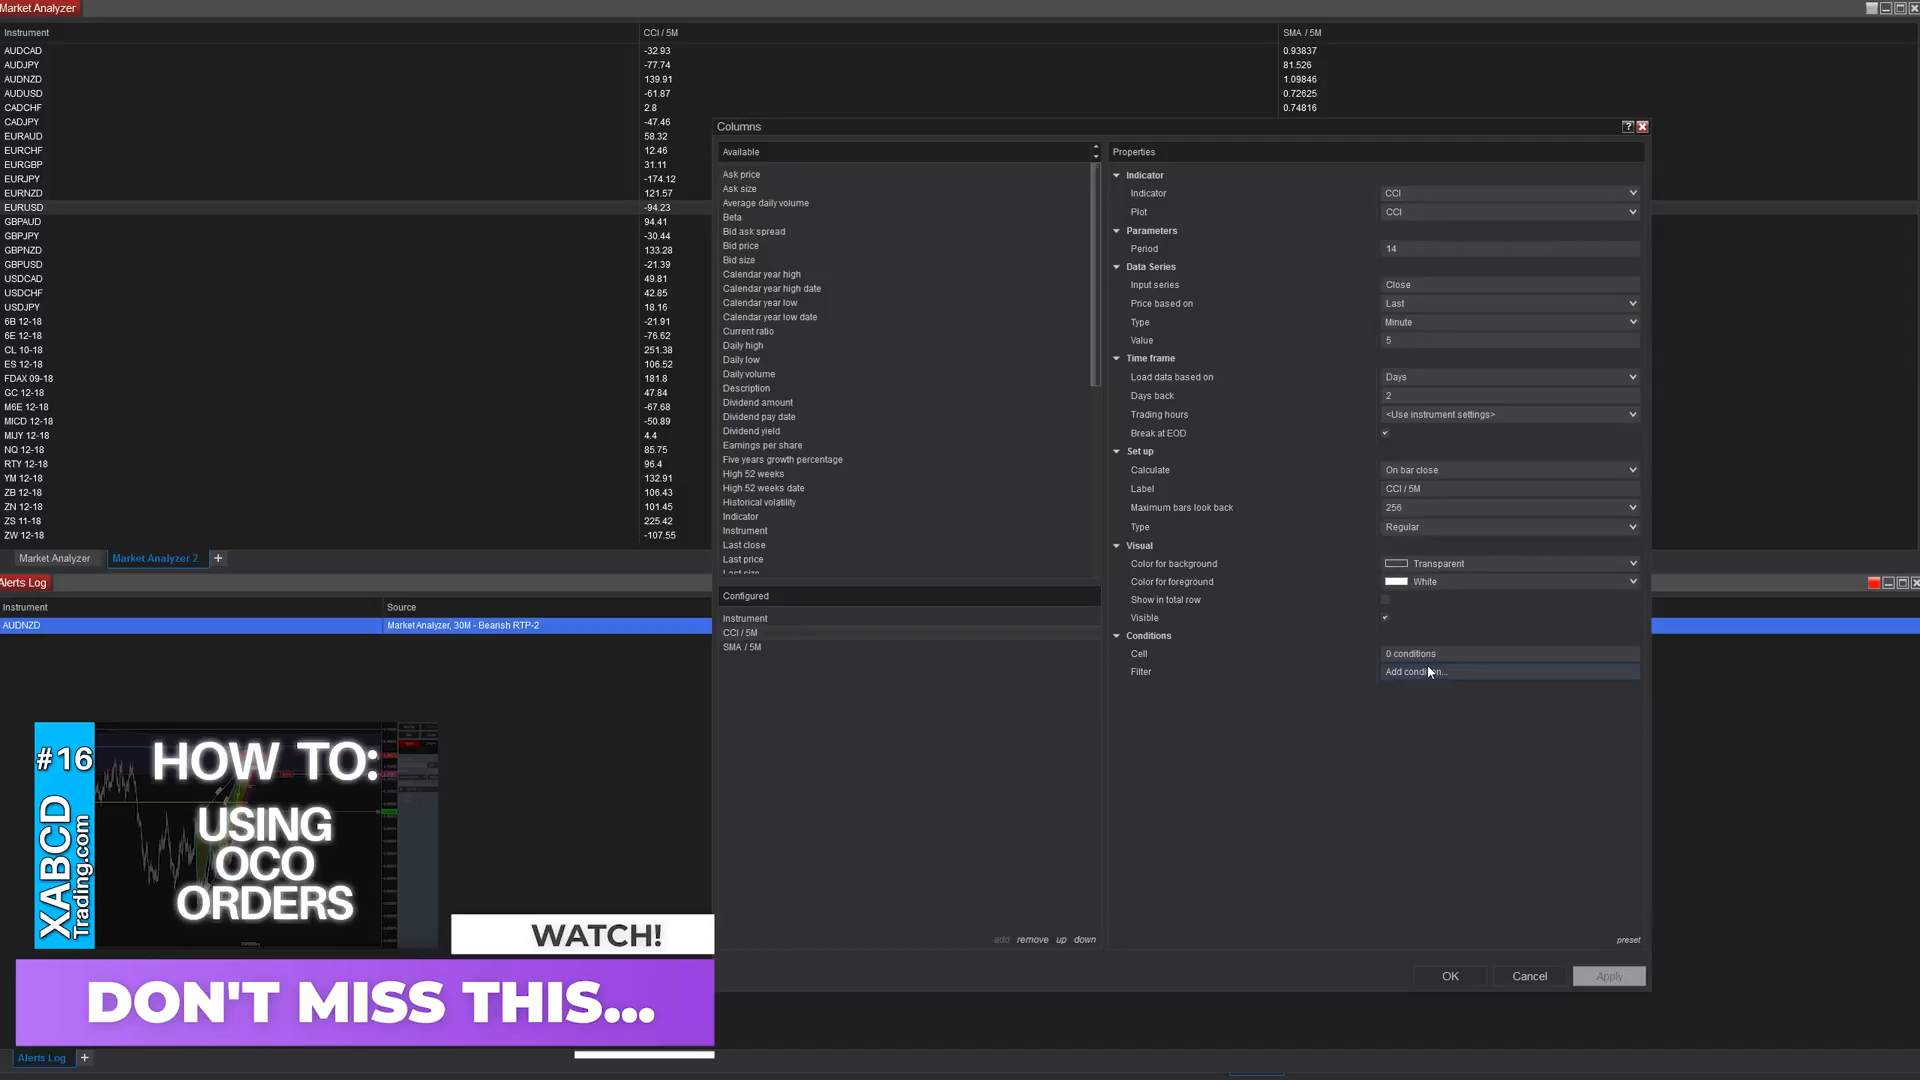 Market Analyzer
Instrument CCI / 5M SMA / 5M
AUDCAD -32.93 0.93837
AUDJPY -77.74 81.526
AUDNZD 139.91 1.09846
AUDUSD -61.87 0.72625
CADCHF 2.8 0.74816
CADJPY -47.46
EURAUD 58.32
EURCHF 12.46
EURGBP 31.11
EURJPY -174.12
EURNZD 121.57
EURUSD -94.23
GBPAUD 94.41
GBPJPY -30.44
GBPNZD 133.28
GBPUSD -21.39
USDCAD 49.81
USDCHF 42.85
USDJPY 18.16
6B 12-18 -21.91
6E 12-18 -76.62
CL 10-18 251.38
ES 12-18 106.52
FDAX 09-18 181.8
GC 12-18 47.84
M6E 12-18 -67.68
MICD 12-18 -50.89
MIJY 12-18 4.4
NQ 12-18 85.75
RTY 12-18 96.4
YM 12-18 132.91
ZB 12-18 106.43
ZN 12-18 101.45
ZS 11-18 225.42
ZW 12-18 -107.55
Market Analyzer Market Analyzer 2 +
Columns ?
Available
Ask price
Ask size
Average daily volume
Beta
Bid ask spread
Bid price
Bid size
Calendar year high
Calendar year high date
Calendar year low
Calendar year low date
Current ratio
Daily high
Daily low
Daily volume
Description
Dividend amount
Dividend pay date
Dividend yield
Earnings per share
Five years growth percentage
High 52 weeks
High 52 weeks date
Historical volatility
Indicator
Instrument
Last close
Last price
Last size
Configured
Instrument
CCI / 5M
SMA / 5M
add remove up down
Properties
Indicator
Indicator CCI
Plot CCI
Parameters
Period 14
Data Series
Input series Close
Price based on Last
Type Minute
Value 5
Time frame
Load data based on Days
Days back 2
Trading hours <Use instrument settings>
Break at EOD
Set up
Calculate On bar close
Label CCI / 5M
Maximum bars look back 256
Type Regular
Visual
Color for background Transparent
Color for foreground White
Show in total row
Visible
Conditions
Cell 0 conditions
Filter Add condition...
preset
OK Cancel Apply
Alerts Log
Instrument Source
AUDNZD Market Analyzer, 30M - Bearish RTP-2
#16
XABCD
Trading.com
HOW TO:
USING
OCO
ORDERS
WATCH!
DON'T MISS THIS...
Alerts Log +